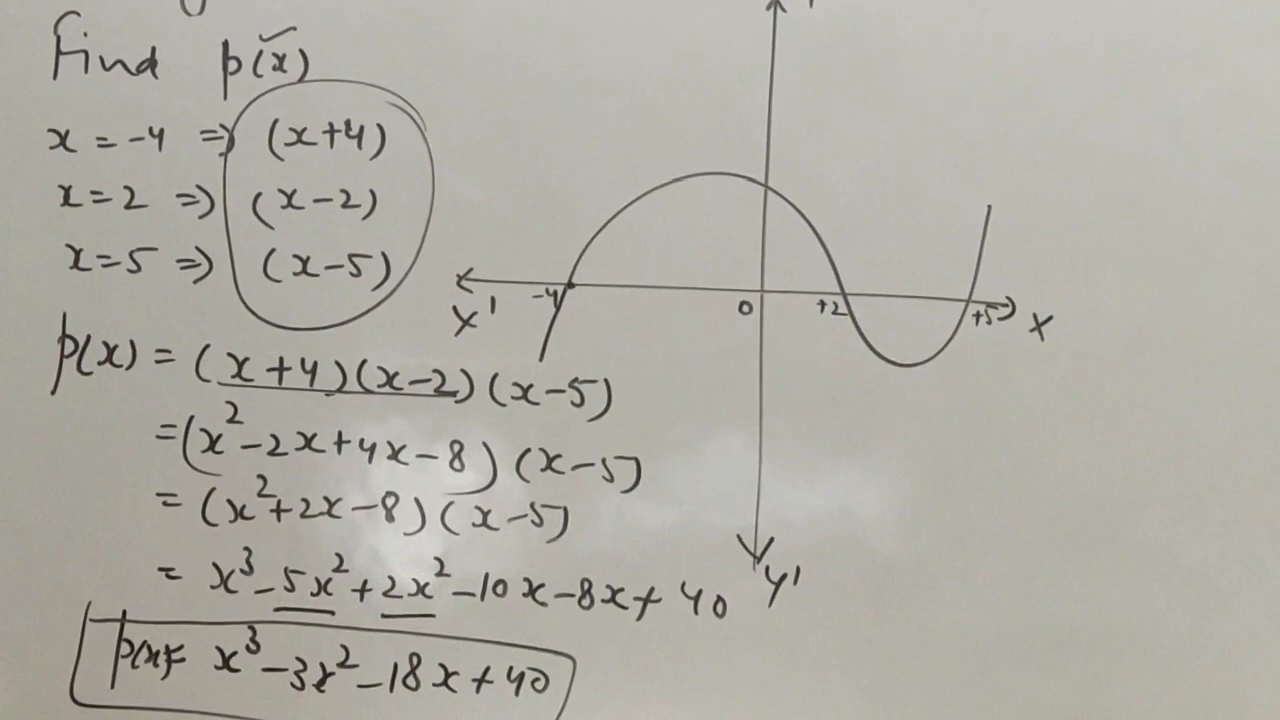 Find p(x)
x = -4 => (x+4)
x = 2 => (x-2)
x = 5 => (x-5)
p(x) = (x+4)(x-2)(x-5)
=(x²-2x+4x-8)(x-5)
= (x²+2x-8)(x-5)
= x³-5x²+2x²-10x-8x+40
p(x)= x³-3x²-18x+40
-4
0
+2
+5
X'
X
Y'